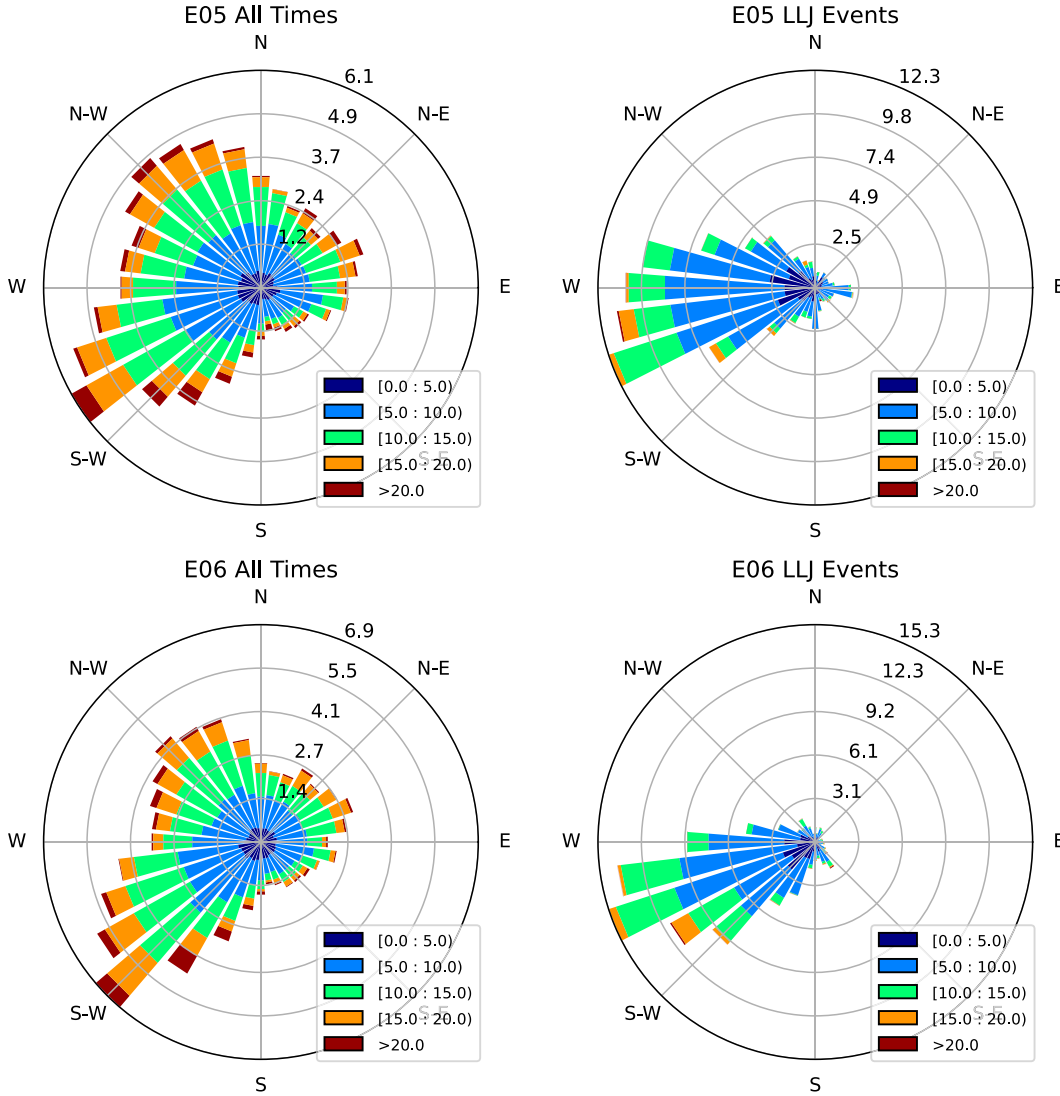 E05 All Times
N
N-W
N-E
W
E
S-W
S-E
S
1.2
2.4
3.7
4.9
6.1
[0.0 : 5.0)
[5.0 : 10.0)
[10.0 : 15.0)
[15.0 : 20.0)
>20.0
E05 LLJ Events
N
N-W
N-E
W
E
S-W
S-E
S
2.5
4.9
7.4
9.8
12.3
[0.0 : 5.0)
[5.0 : 10.0)
[10.0 : 15.0)
[15.0 : 20.0)
>20.0
E06 All Times
N
N-W
N-E
W
E
S-W
S-E
S
1.4
2.7
4.1
5.5
6.9
[0.0 : 5.0)
[5.0 : 10.0)
[10.0 : 15.0)
[15.0 : 20.0)
>20.0
E06 LLJ Events
N
N-W
N-E
W
E
S-W
S-E
S
3.1
6.1
9.2
12.3
15.3
[0.0 : 5.0)
[5.0 : 10.0)
[10.0 : 15.0)
[15.0 : 20.0)
>20.0